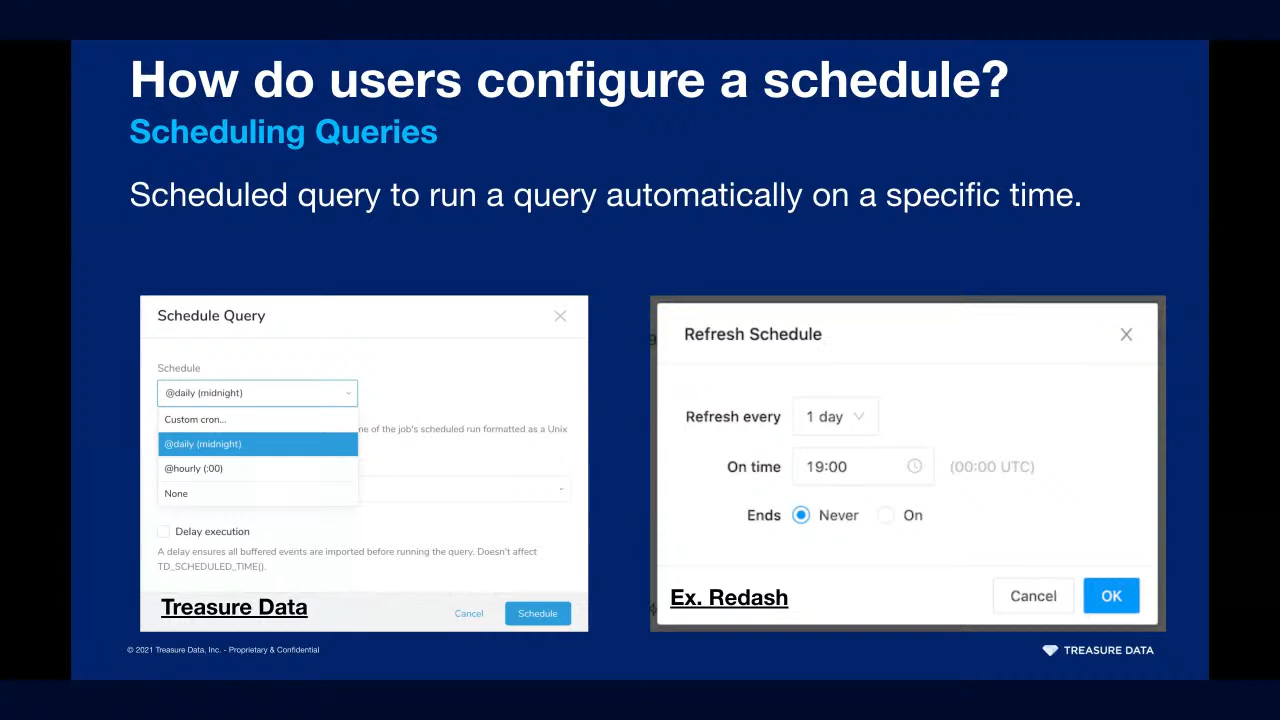 How do users configure a schedule?
Scheduling Queries
Scheduled query to run a query automatically on a specific time.
Schedule Query
Schedule
@daily (midnight)
Custom cron...
@daily (midnight)
@hourly (:00)
None
of the job's scheduled run formatted as a Unix
Delay execution
A delay ensures all buffered events are imported before running the query. Doesn't affect
TD_SCHEDULED_TIME().
Treasure Data
Cancel
Schedule
Refresh Schedule
Refresh every
1 day
On time
19:00
(00:00 UTC)
Ends
Never
On
Ex. Redash
Cancel
OK
© 2021 Treasure Data, Inc. - Proprietary & Confidential
TREASURE DATA